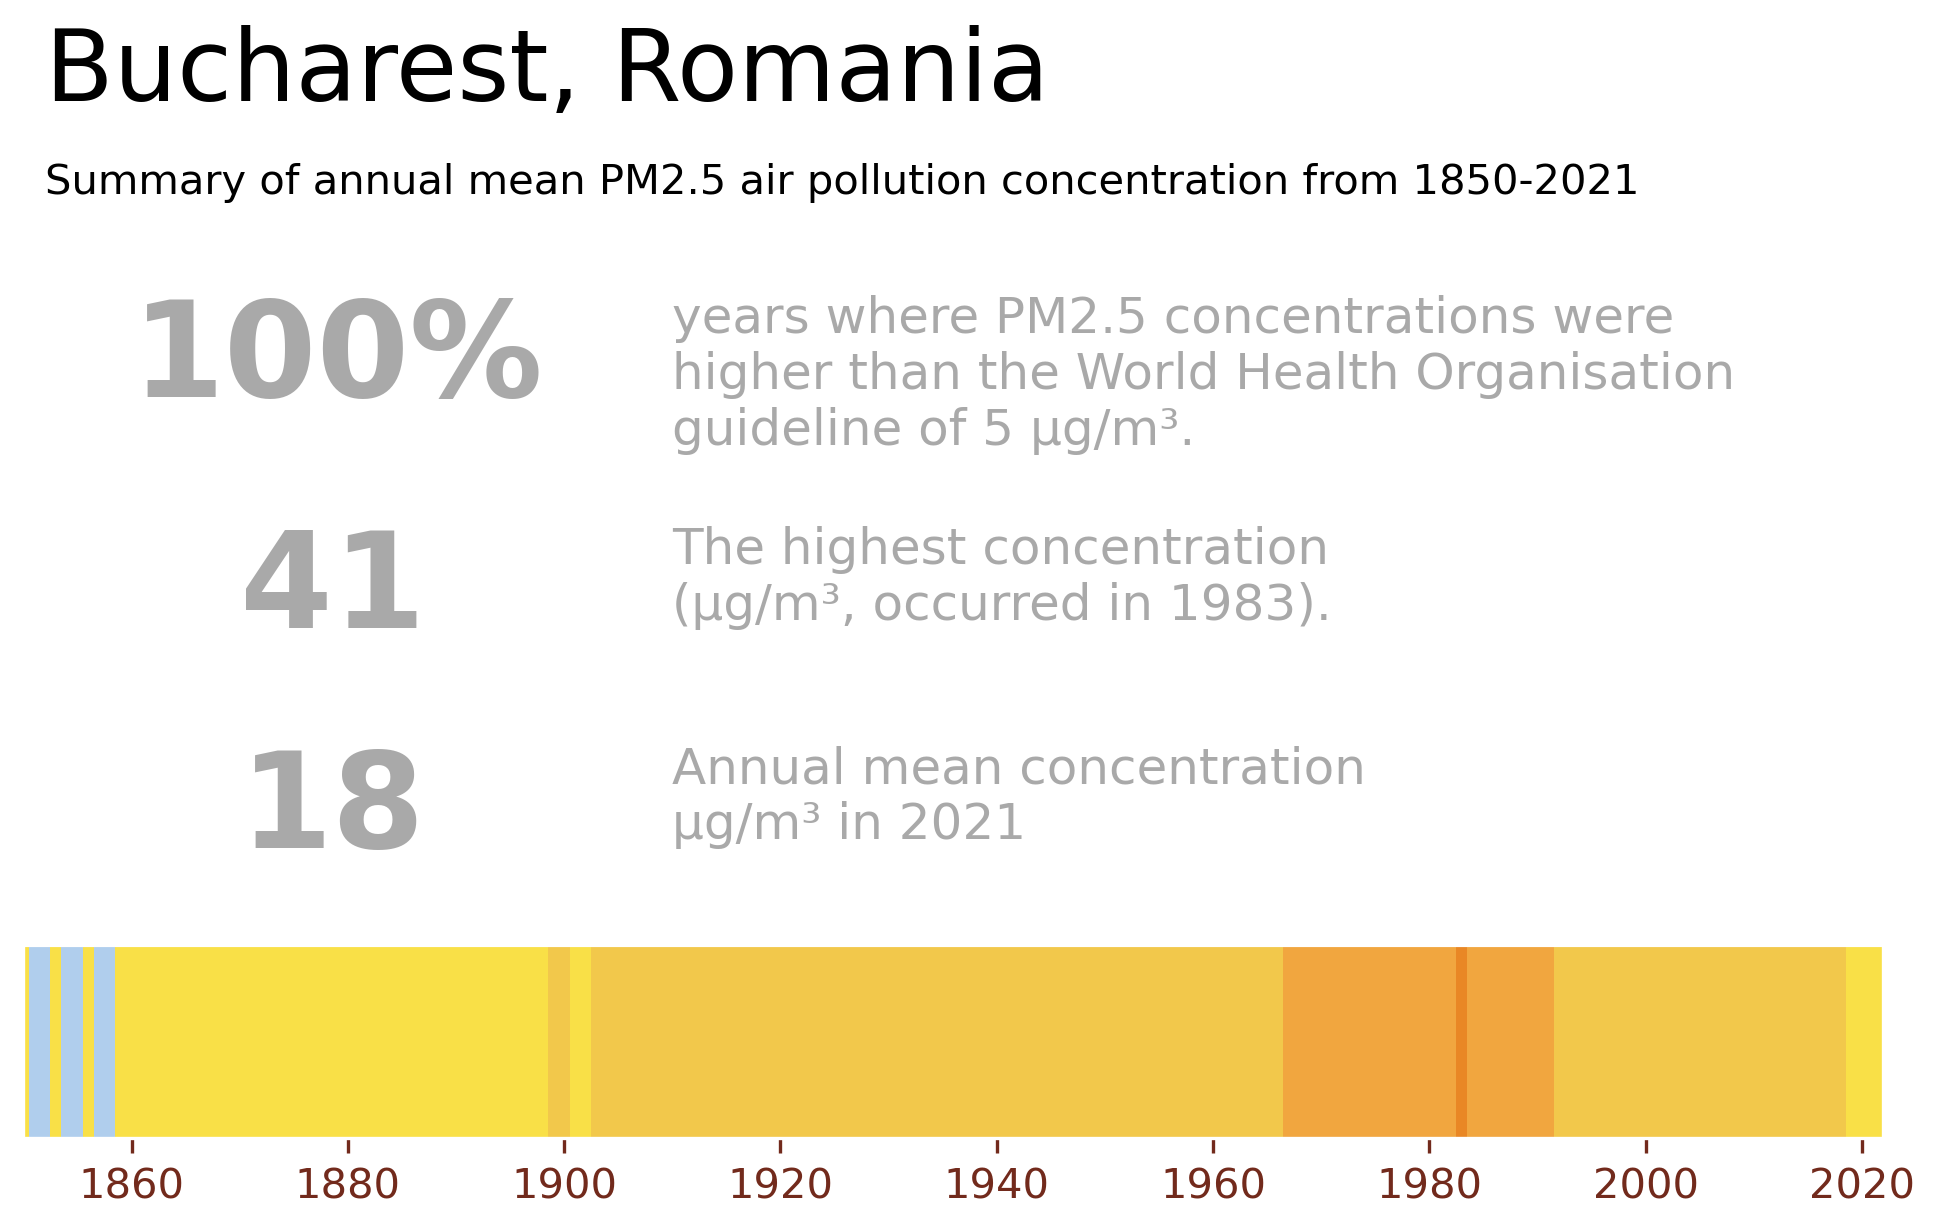 Bucharest, Romania
Summary of annual mean PM2.5 air pollution concentration from 1850-2021
100%
years where PM2.5 concentrations were
higher than the World Health Organisation
guideline of 5 µg/m³.
41
The highest concentration
(µg/m³, occurred in 1983).
18
Annual mean concentration
µg/m³ in 2021
1860 1880 1900 1920 1940 1960 1980 2000 2020